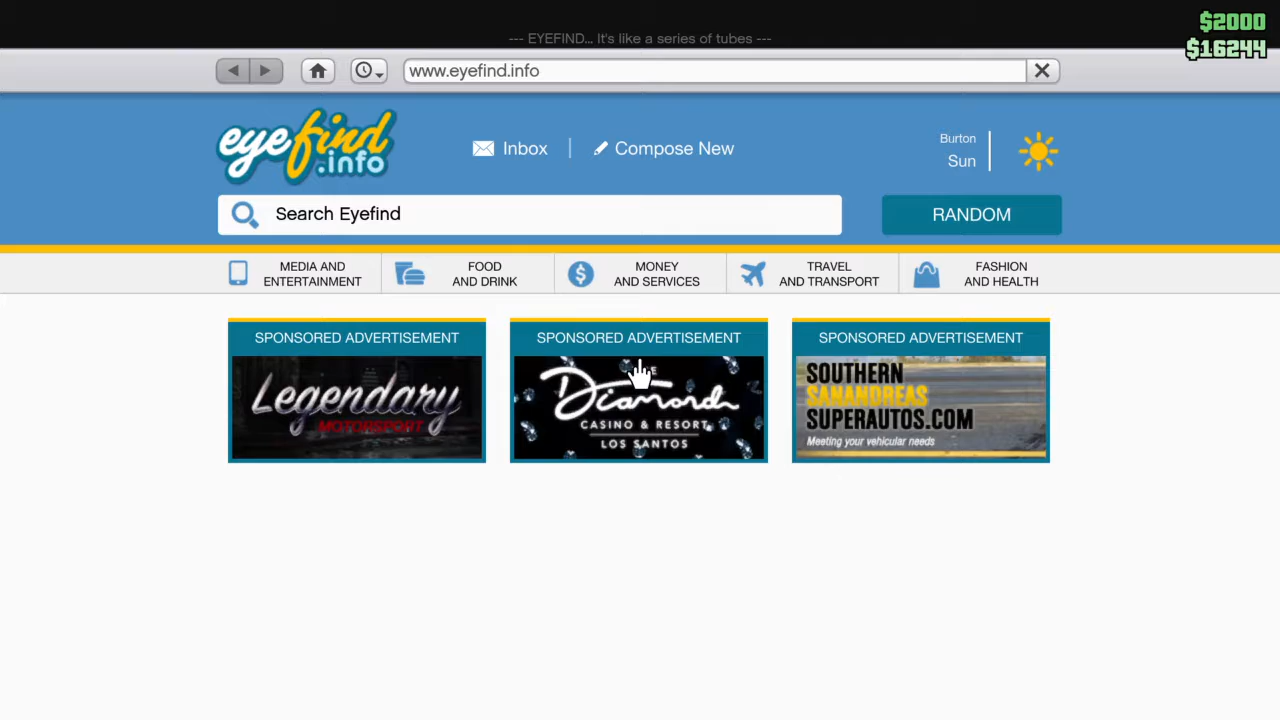 $2000
--- EYEFIND... It's like a series of tubes ---
$16244
www.eyefind.info
eyefind
.info
Inbox
Compose New
Burton
Sun
Search Eyefind
RANDOM
MEDIA AND
ENTERTAINMENT
FOOD
AND DRINK
MONEY
AND SERVICES
TRAVEL
AND TRANSPORT
FASHION
AND HEALTH
SPONSORED ADVERTISEMENT
Legendary
MOTORSPORT
SPONSORED ADVERTISEMENT
Diamond
CASINO & RESORT
LOS SANTOS
SPONSORED ADVERTISEMENT
SOUTHERN
SANANDREAS
SUPERAUTOS.COM
Meeting your vehicular needs